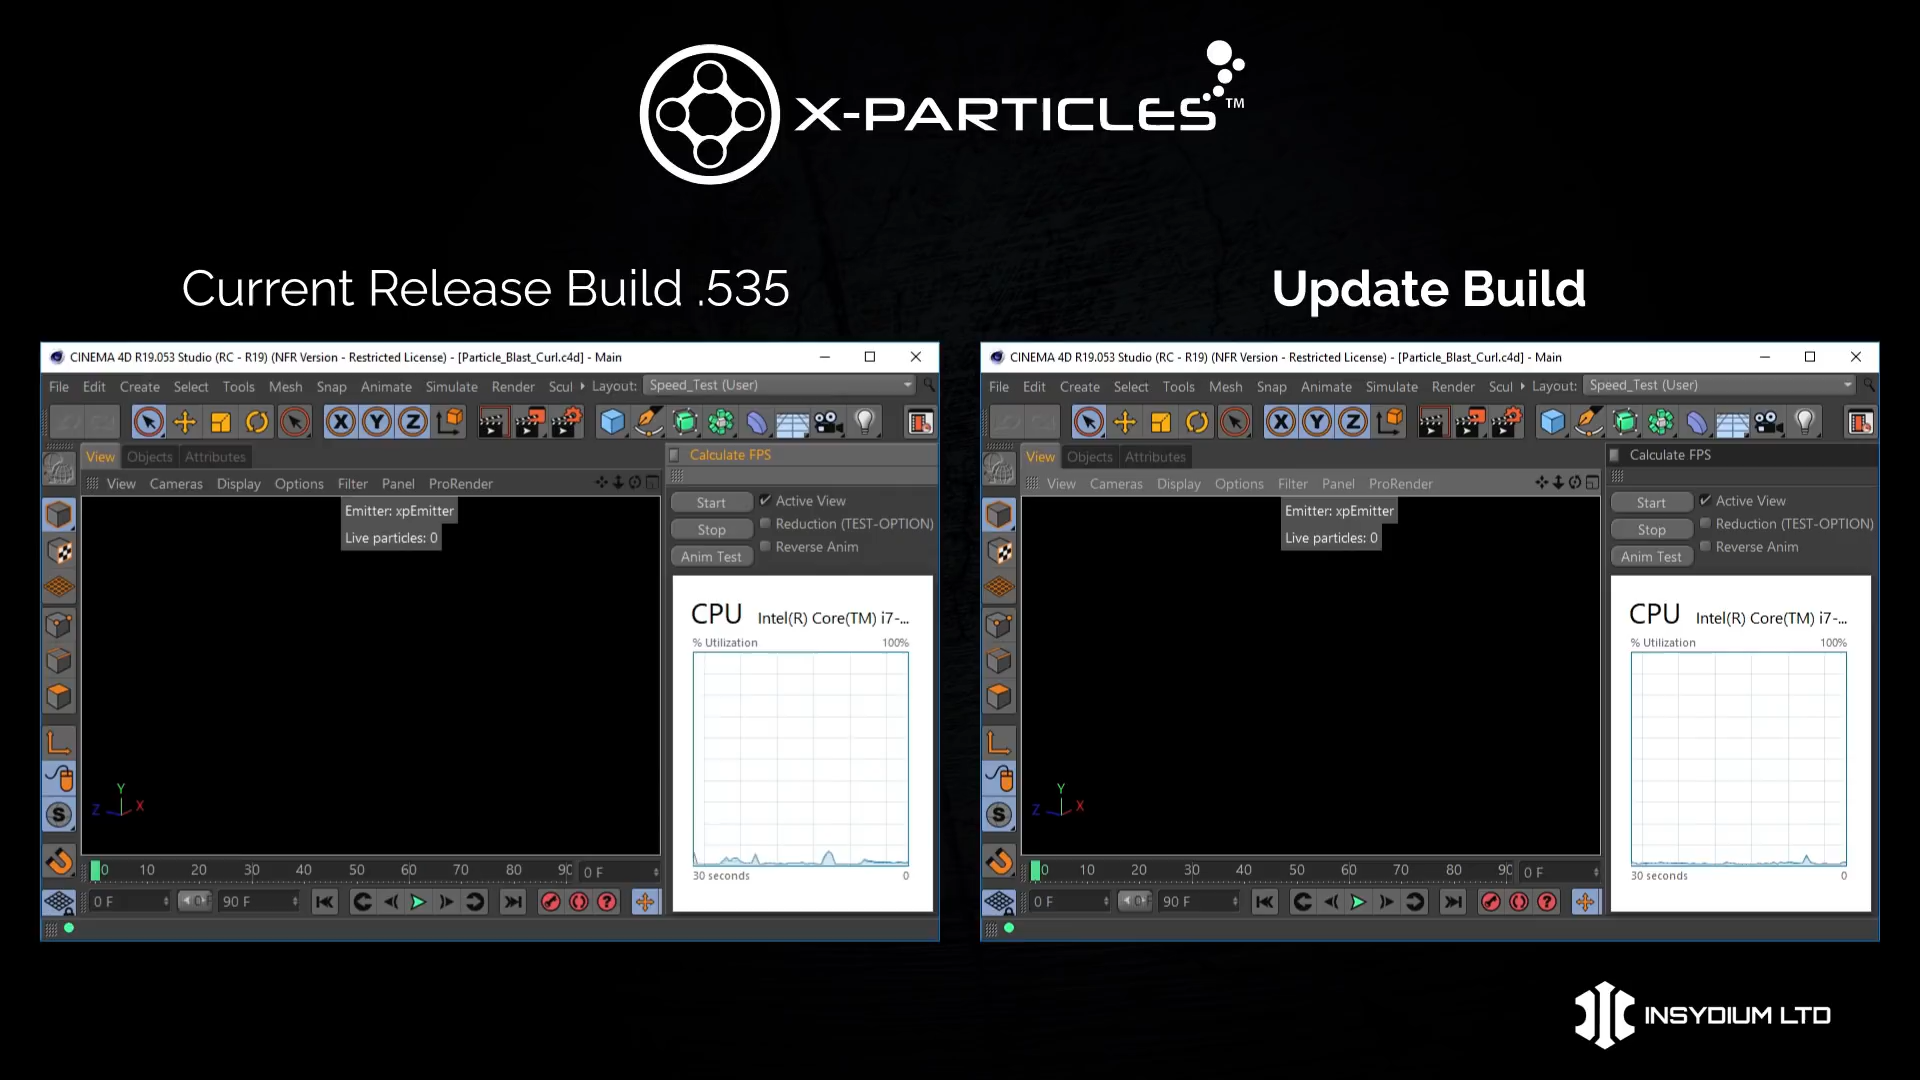 X-PARTICLES™
Current Release Build .535
Update Build
CINEMA 4D R19.053 Studio (RC - R19) (NFR Version - Restricted License) - [Particle_Blast_Curl.c4d] - Main
File Edit Create Select Tools Mesh Snap Animate Simulate Render Scul Layout: Speed_Test (User)
X Y Z
View Objects Attributes
Calculate FPS
View Cameras Display Options Filter Panel ProRender
Emitter: xpEmitter
Live particles: 0
Start Active View
Stop Reduction (TEST-OPTION)
Anim Test Reverse Anim
CPU Intel(R) Core(TM) i7-...
% Utilization 100%
30 seconds 0
Y
Z X
S
0 10 20 30 40 50 60 70 80 90 0 F
0 F 90 F
CINEMA 4D R19.053 Studio (RC - R19) (NFR Version - Restricted License) - [Particle_Blast_Curl.c4d] - Main
File Edit Create Select Tools Mesh Snap Animate Simulate Render Scul Layout: Speed_Test (User)
X Y Z
View Objects Attributes
Calculate FPS
View Cameras Display Options Filter Panel ProRender
Emitter: xpEmitter
Live particles: 0
Start Active View
Stop Reduction (TEST-OPTION)
Anim Test Reverse Anim
CPU Intel(R) Core(TM) i7-...
% Utilization 100%
30 seconds 0
Y
Z X
S
0 10 20 30 40 50 60 70 80 90 0 F
0 F 90 F
INSYDIUM LTD